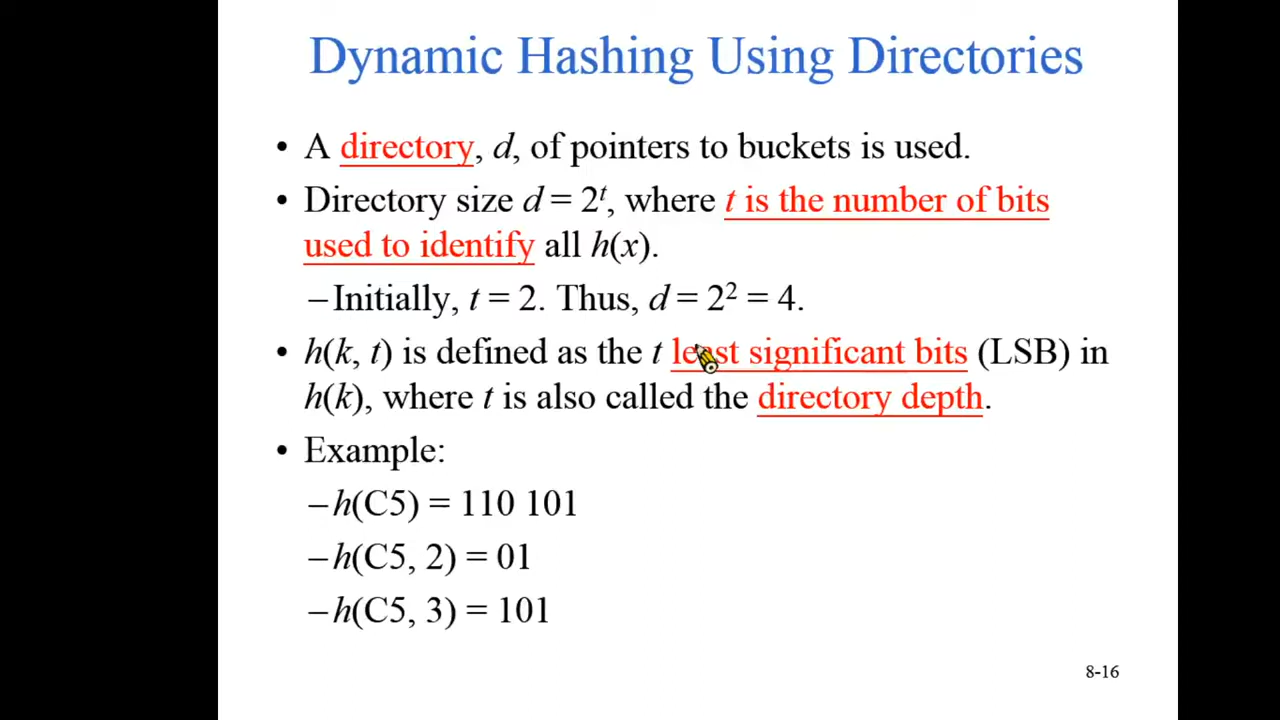 Dynamic Hashing Using Directories
• A directory, d, of pointers to buckets is used.
• Directory size d = 2ᵗ, where t is the number of bits
used to identify all h(x).
–Initially, t = 2. Thus, d = 2² = 4.
• h(k, t) is defined as the t least significant bits (LSB) in
h(k), where t is also called the directory depth.
• Example:
–h(C5) = 110 101
–h(C5, 2) = 01
–h(C5, 3) = 101
8-16